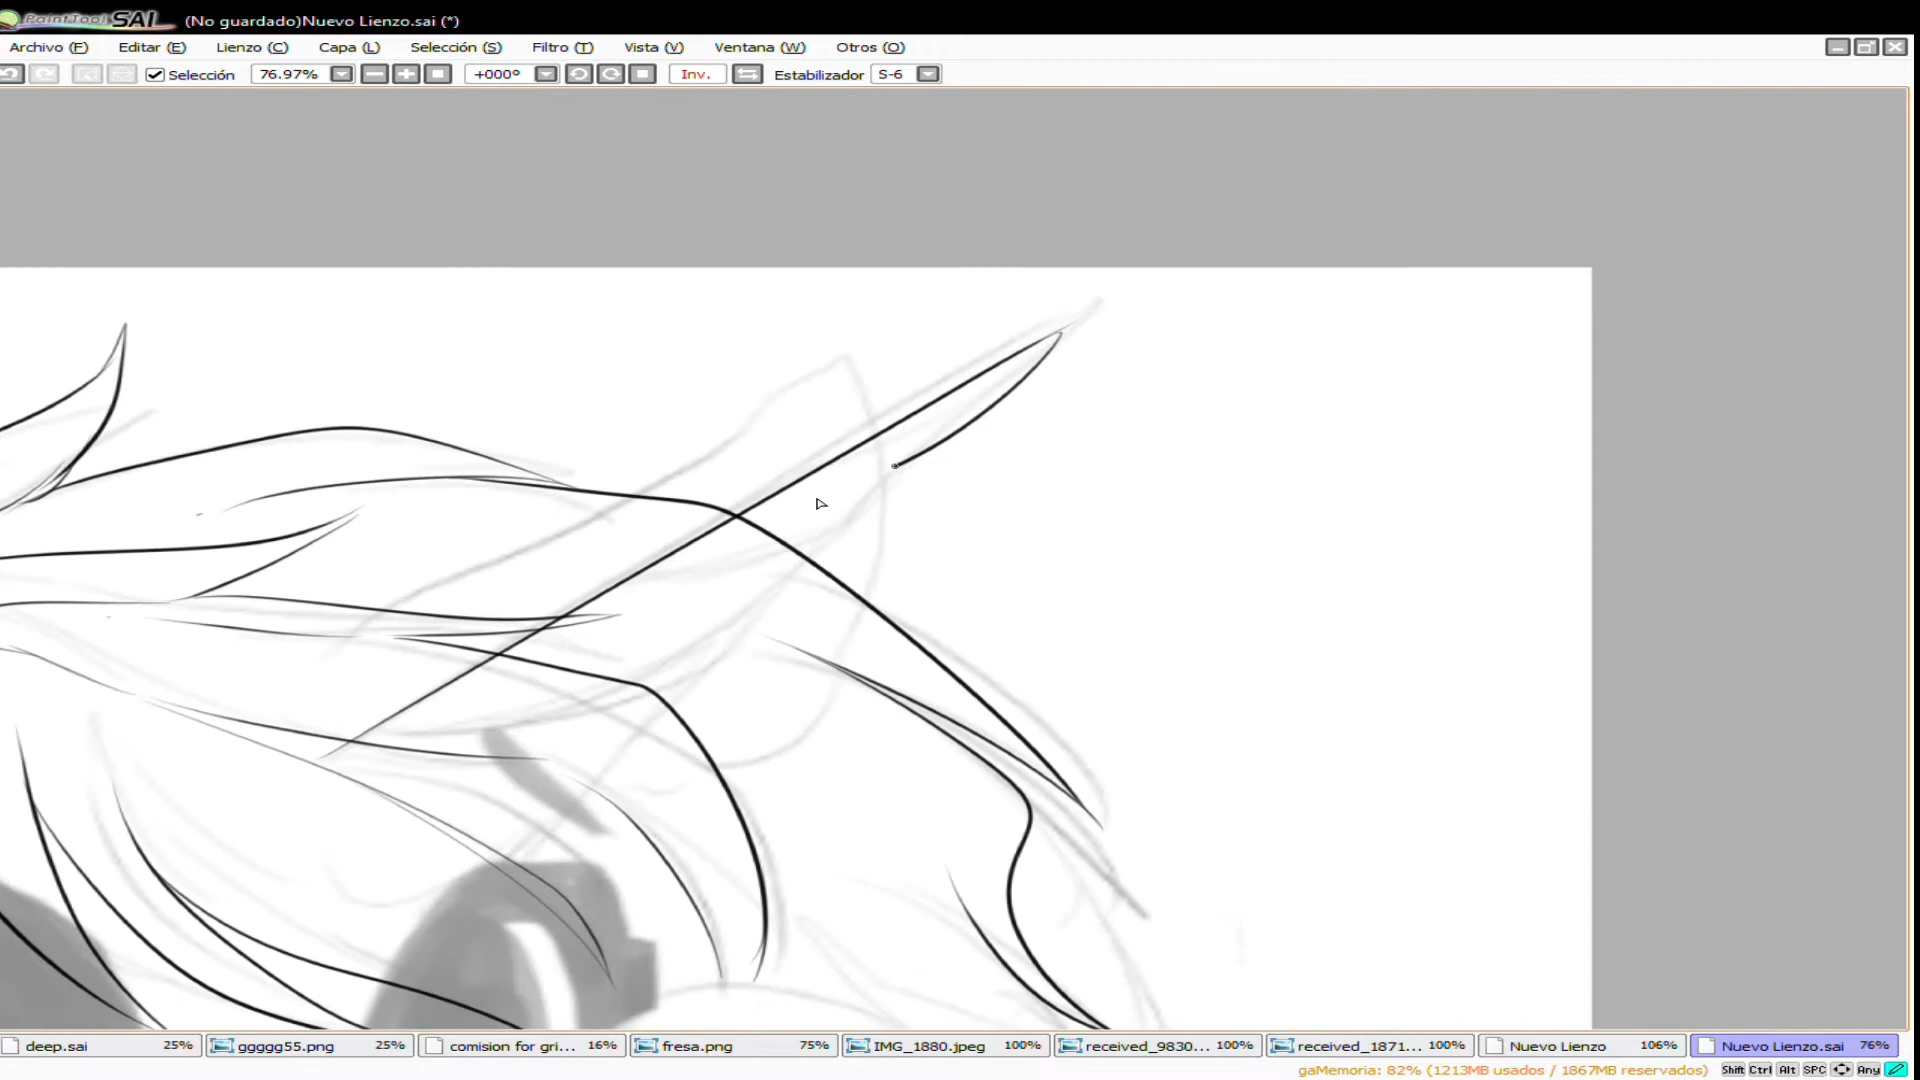 PaintTool SAI (No guardado)Nuevo Lienzo.sai (*)
Archivo (F) Editar (E) Lienzo (C) Capa (L) Selección (S) Filtro (T) Vista (V) Ventana (W) Otros (O)
Selección 76.97% +000º Inv. Estabilizador S-6
deep.sai 25% ggggg55.png 25% comision for gri... 16% fresa.png 75% IMG_1880.jpeg 100% received_9830... 100% received_1871... 100% Nuevo Lienzo 106% Nuevo Lienzo.sai 76%
gaMemoria: 82% (1213MB usados / 1867MB reservados) Shift Ctrl Alt SPC Any